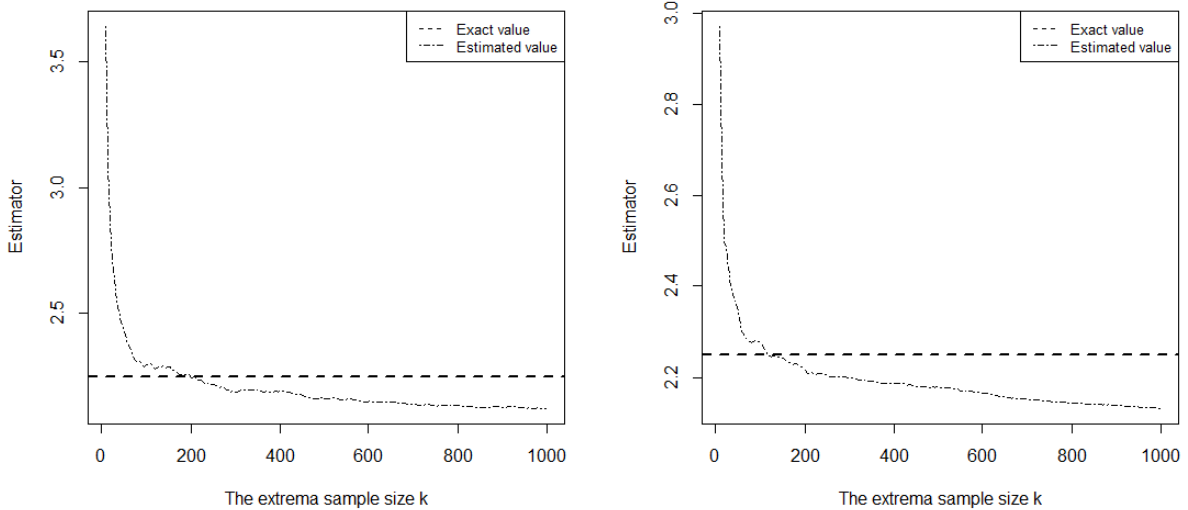 Exact value
Estimated value
3.5
3.0
2.5
Estimator
0
200
400
600
800
1000
The extrema sample size k
Exact value
Estimated value
3.0
2.8
2.6
2.4
2.2
Estimator
0
200
400
600
800
1000
The extrema sample size k